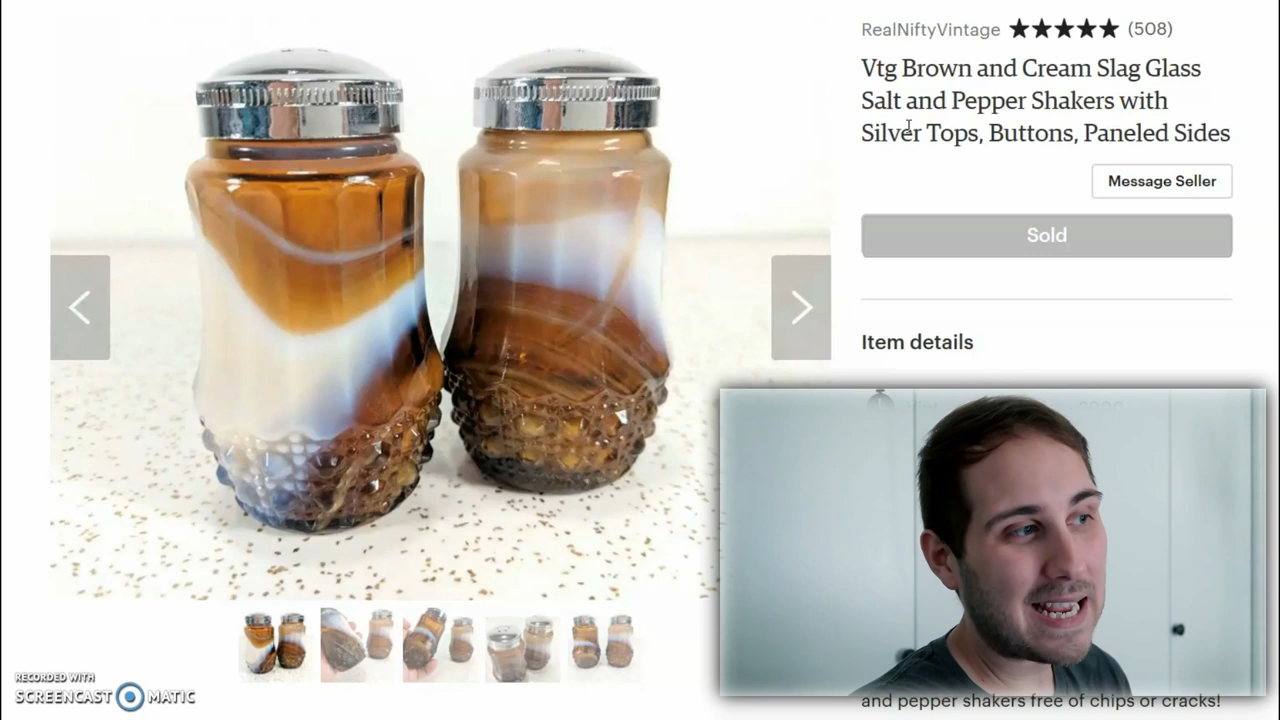 RealNiftyVintage ★★★★★ (508)
Vtg Brown and Cream Slag Glass
Salt and Pepper Shakers with
Silver Tops, Buttons, Paneled Sides
Message Seller
Sold
Item details
and pepper shakers free of chips or cracks!
RECORDED WITH
SCREENCAST MATIC